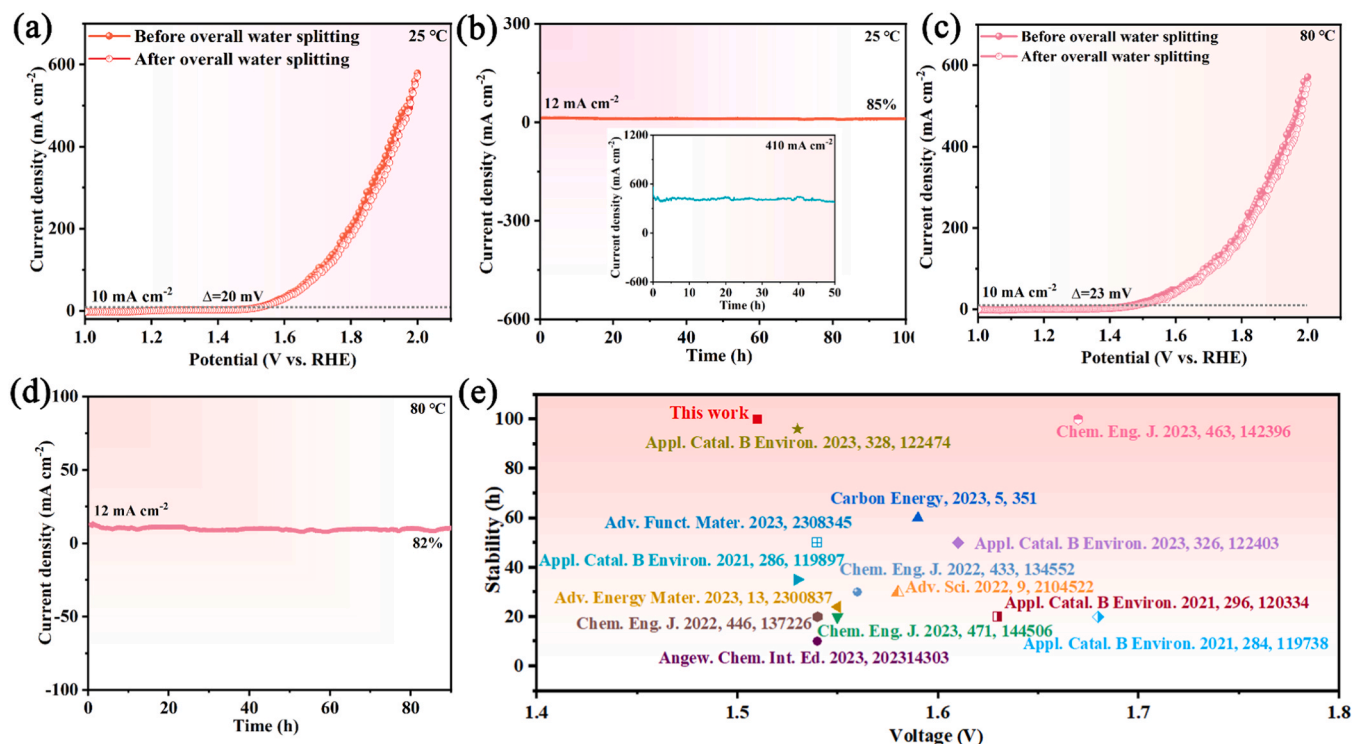 (a)
Before overall water splitting
After overall water splitting
25 °C
600
400
200
0
10 mA cm-2
Δ=20 mV
1.0 1.2 1.4 1.6 1.8 2.0
Potential (V vs. RHE)
Current density (mA cm-2)
(b)
25 °C
300
0
-300
-600
12 mA cm-2
85%
1200
600
0
-600
410 mA cm-2
0 10 20 30 40 50
Time (h)
Current density (mA cm-2)
0 20 40 60 80 100
Time (h)
Current density (mA cm-2)
(c)
Before overall water splitting
After overall water splitting
80 °C
600
400
200
0
10 mA cm-2
Δ=23 mV
1.0 1.2 1.4 1.6 1.8 2.0
Potential (V vs. RHE)
Current density (mA cm-2)
(d)
80 °C
100
50
0
-50
-100
12 mA cm-2
82%
0 20 40 60 80
Time (h)
Current debsity (mA cm-2)
(e)
100
80
60
40
20
0
This work
Appl. Catal. B Environ. 2023, 328, 122474
Chem. Eng. J. 2023, 463, 142396
Carbon Energy, 2023, 5, 351
Adv. Funct. Mater. 2023, 2308345
Appl. Catal. B Environ. 2023, 326, 122403
Appl. Catal. B Environ. 2021, 286, 119897
Chem. Eng. J. 2022, 433, 134552
Adv. Sci. 2022, 9, 2104522
Adv. Energy Mater. 2023, 13, 2300837
Appl. Catal. B Environ. 2021, 296, 120334
Chem. Eng. J. 2022, 446, 137226
Chem. Eng. J. 2023, 471, 144506
Appl. Catal. B Environ. 2021, 284, 119738
Angew. Chem. Int. Ed. 2023, 202314303
1.4 1.5 1.6 1.7 1.8
Voltage (V)
Stability (h)